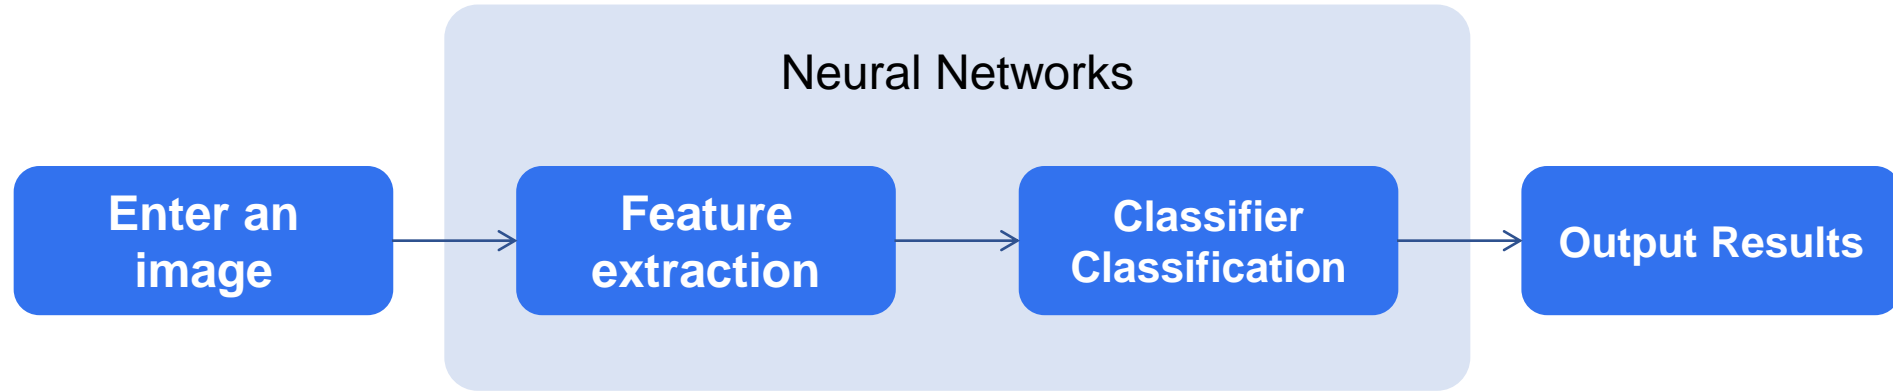 Neural Networks
Enter an
image
Feature
extraction
Classifier
Classification
Output Results